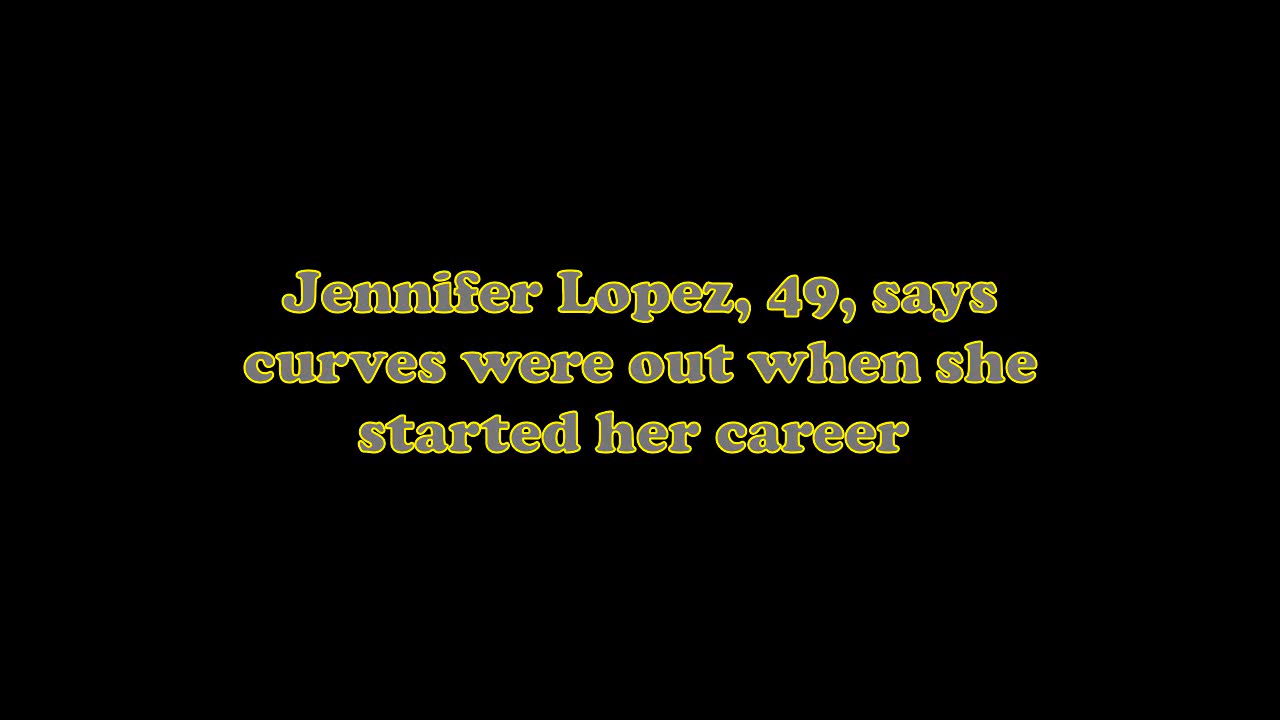 Jennifer Lopez, 49, says
curves were out when she
started her career